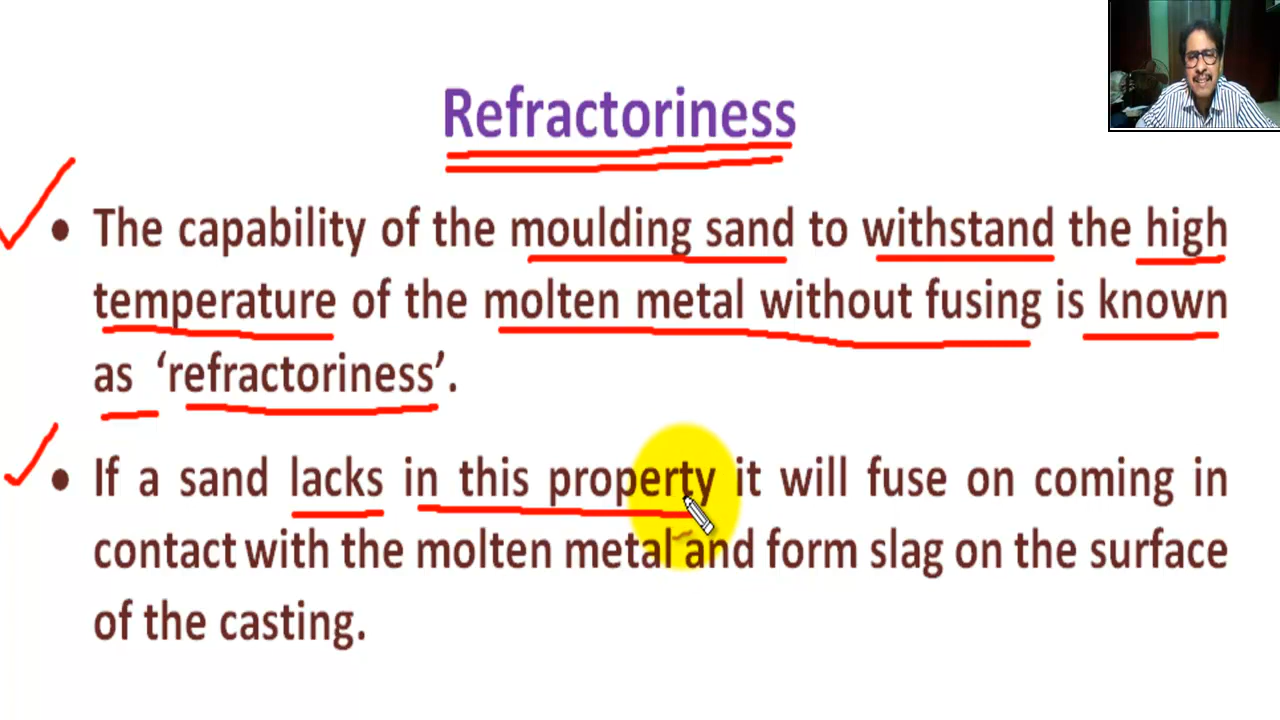 Refractoriness
• The capability of the moulding sand to withstand the high
temperature of the molten metal without fusing is known
as ‘refractoriness’.
• If a sand lacks in this property it will fuse on coming in
contact with the molten metal and form slag on the surface
of the casting.